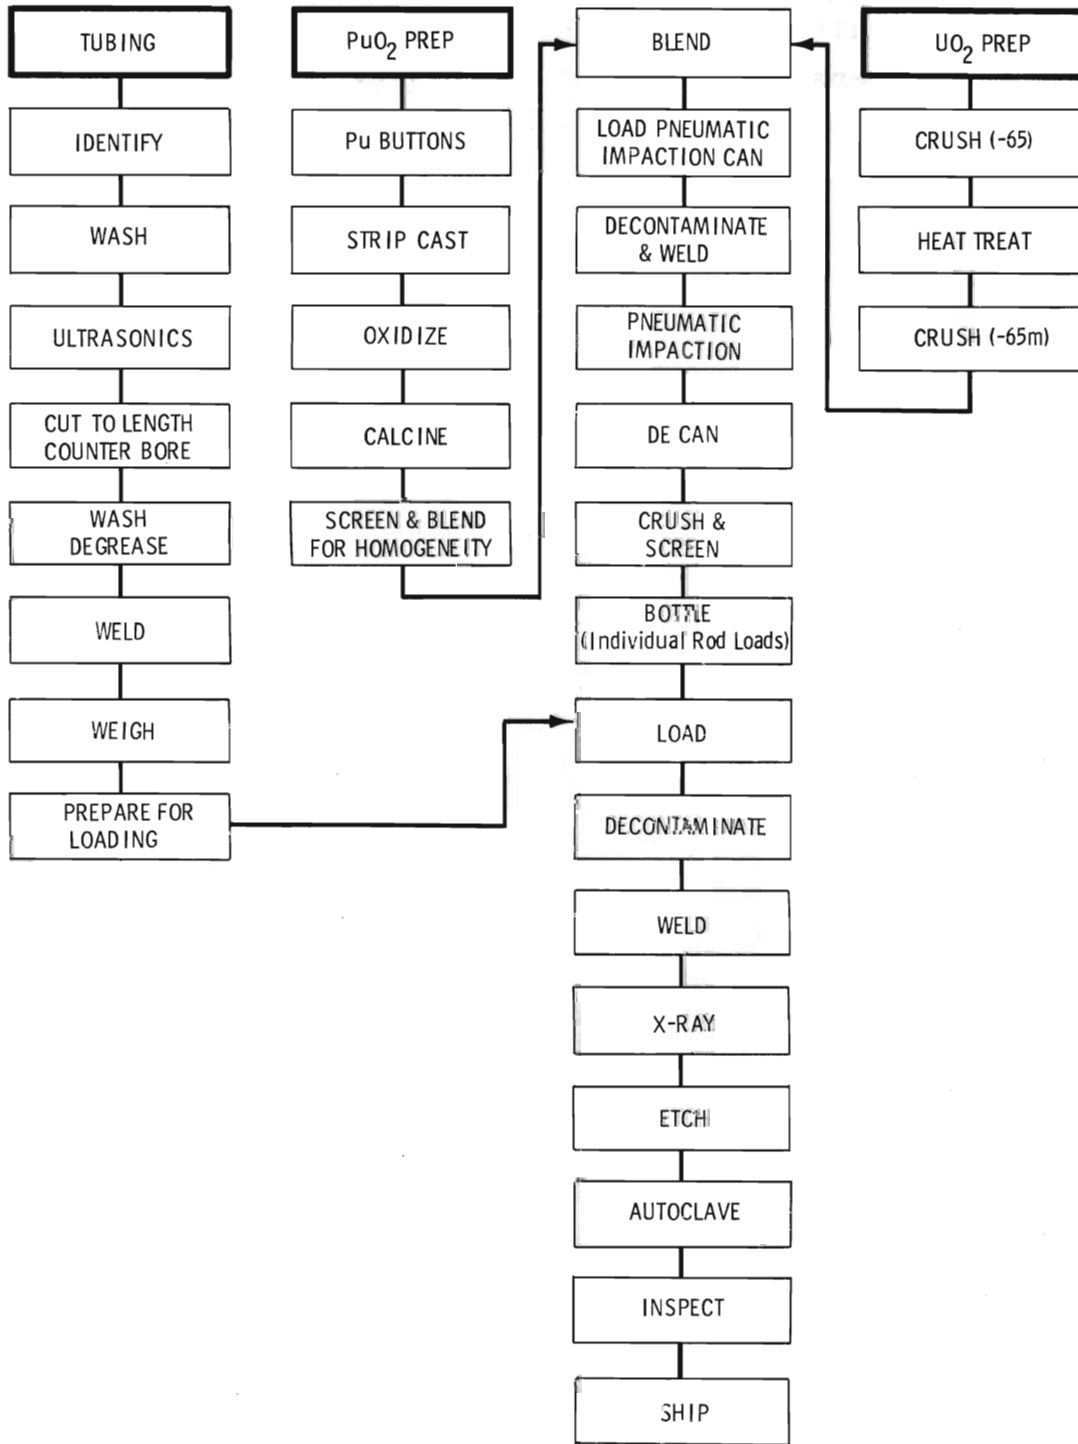 TUBING
IDENTIFY
WASH
ULTRASONICS
CUT TO LENGTH
COUNTER BORE
WASH
DEGREASE
WELD
WEIGH
PREPARE FOR
LOADING
PuO2 PREP
Pu BUTTONS
STRIP CAST
OXIDIZE
CALCINE
SCREEN & BLEND
FOR HOMOGENEITY
BLEND
LOAD PNEUMATIC
IMPACTION CAN
DECONTAMINATE
& WELD
PNEUMATIC
IMPACTION
DE CAN
CRUSH &
SCREEN
BOTTLE
(Individual Rod Loads)
LOAD
DECONTAMINATE
WELD
X-RAY
ETCH
AUTOCLAVE
INSPECT
SHIP
UO2 PREP
CRUSH (-65)
HEAT TREAT
CRUSH (-65m)